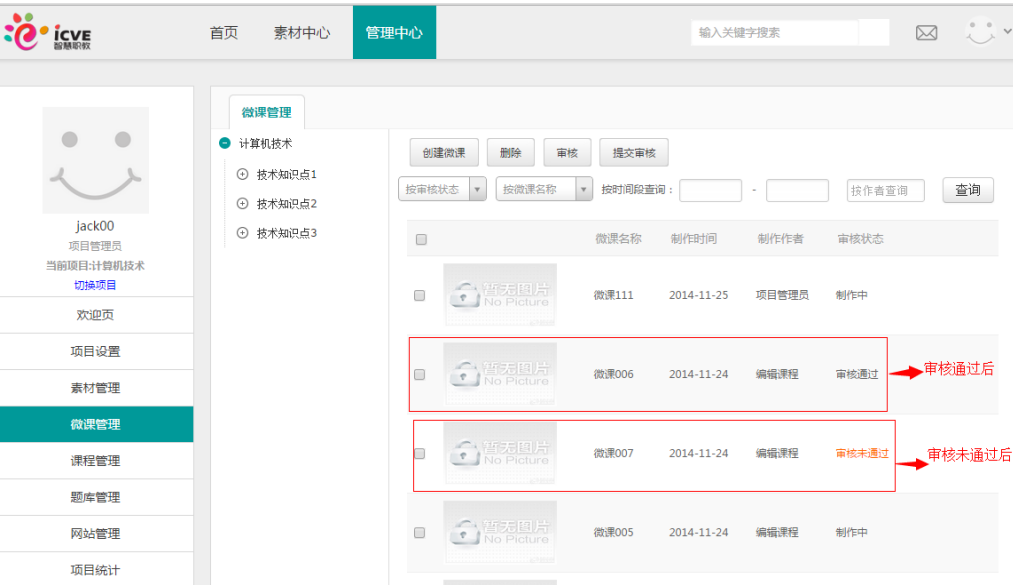 icve
智慧职教
首页 素材中心 管理中心 输入关键字搜索
jack00
项目管理员
当前项目:计算机技术
切换项目
欢迎页
项目设置
素材管理
微课管理
课程管理
题库管理
网站管理
项目统计
微课管理
计算机技术
技术知识点1
技术知识点2
技术知识点3
创建微课 删除 审核 提交审核
按审核状态 按微课名称 按时间段查询： - 按作者查询 查询
微课名称 制作时间 制作作者 审核状态
暂无图片
No Picture
微课111 2014-11-25 项目管理员 制作中
暂无图片
No Picture
微课006 2014-11-24 编辑课程 审核通过
审核通过后
暂无图片
No Picture
微课007 2014-11-24 编辑课程 审核未通过
审核未通过后
暂无图片
No Picture
微课005 2014-11-24 编辑课程 制作中